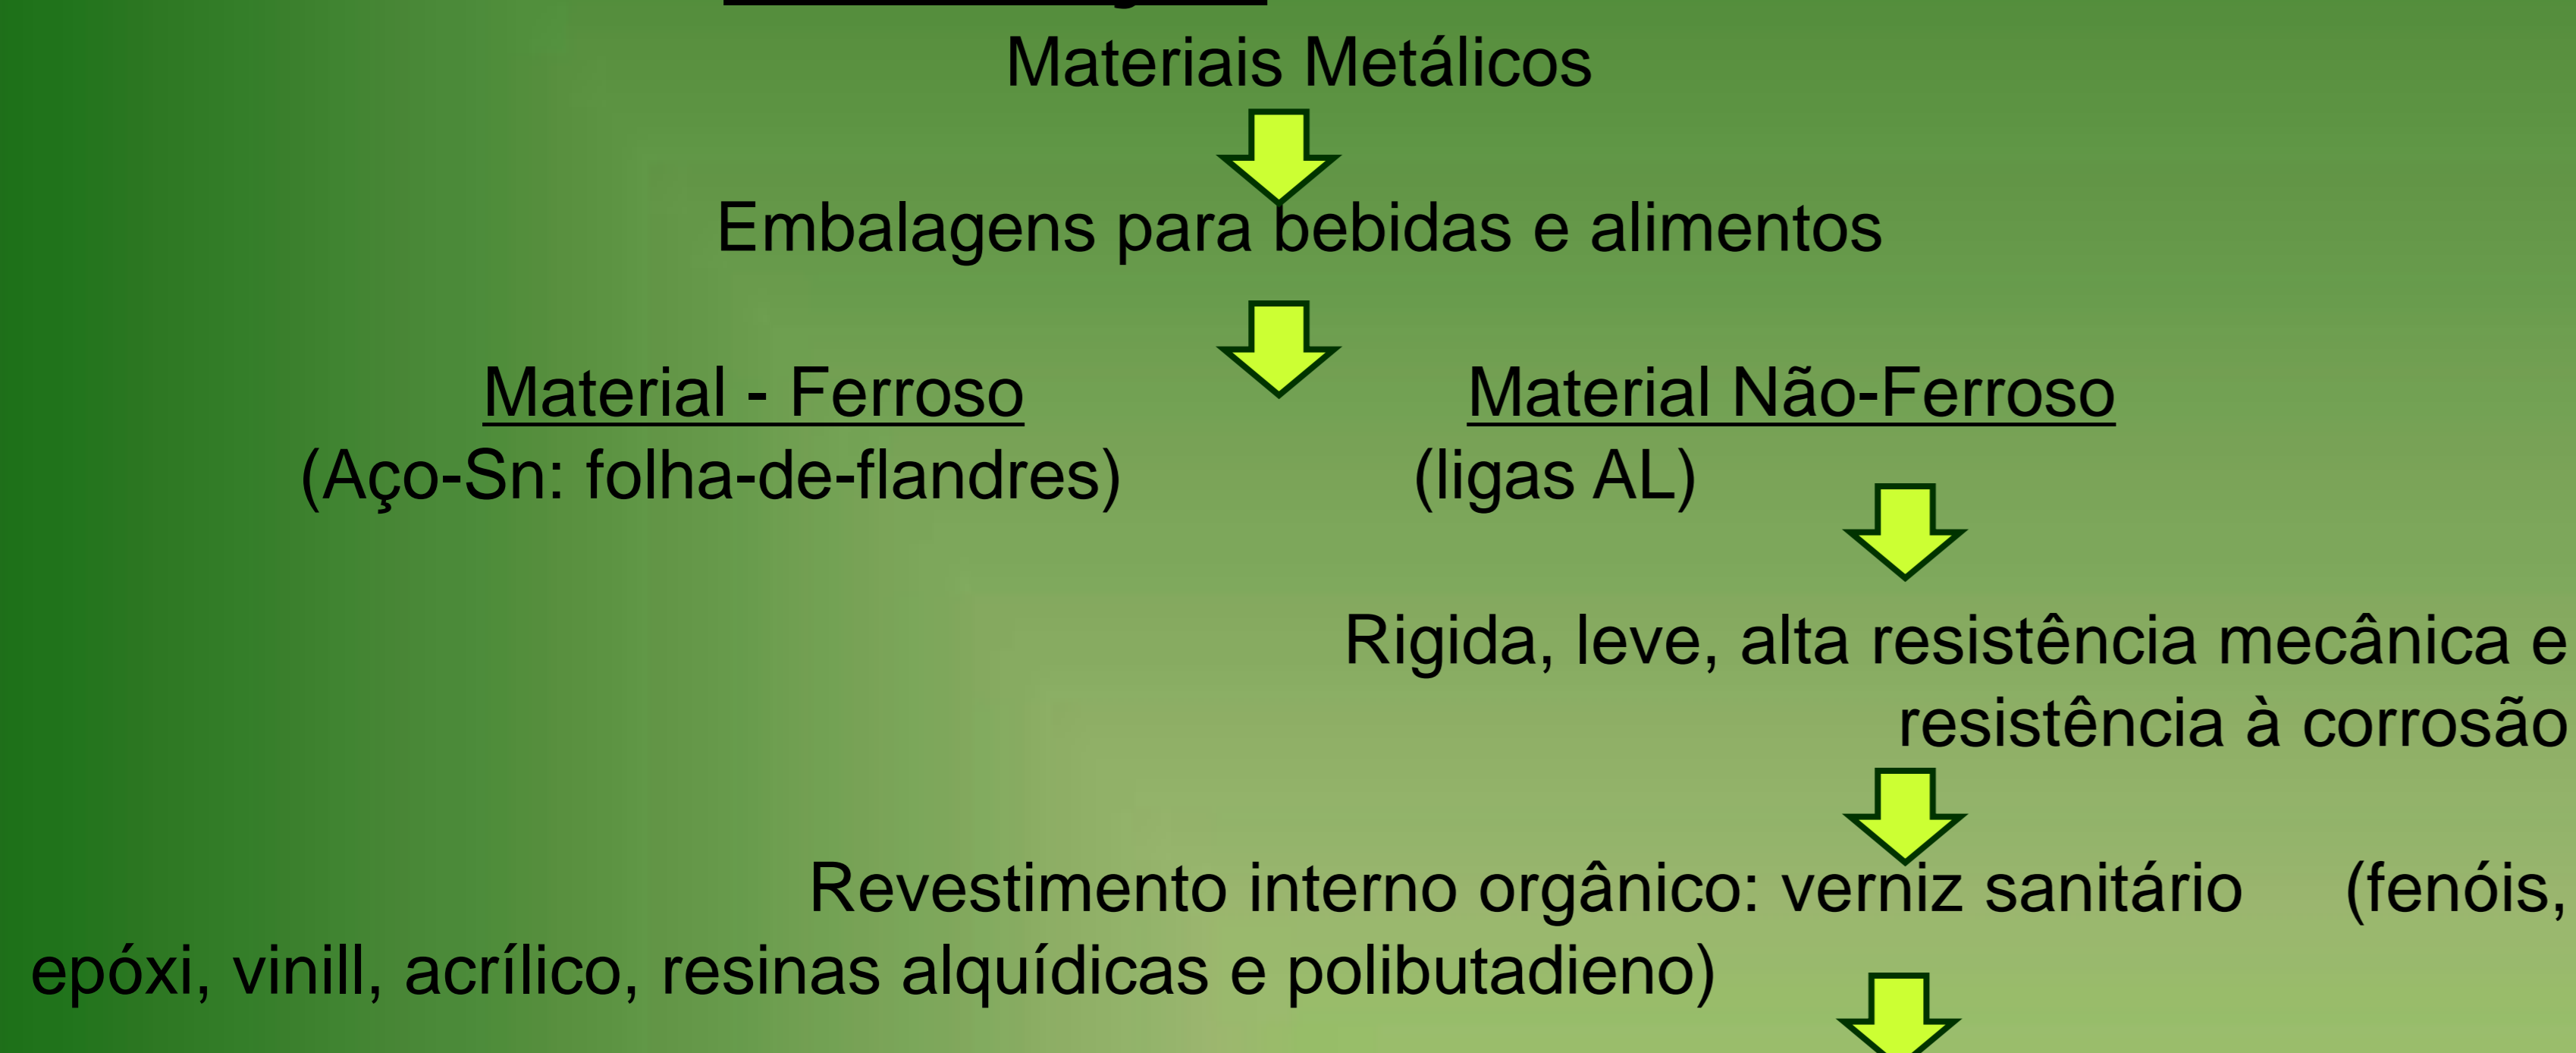 Materiais Metálicos
Embalagens para bebidas e alimentos
Material - Ferroso Material Não-Ferroso
(Aço-Sn: folha-de-flandres) (ligas AL)
Rigida, leve, alta resistência mecânica e
resistência à corrosão
Revestimento interno orgânico: verniz sanitário (fenóis,
epóxi, vinill, acrílico, resinas alquídicas e polibutadieno)